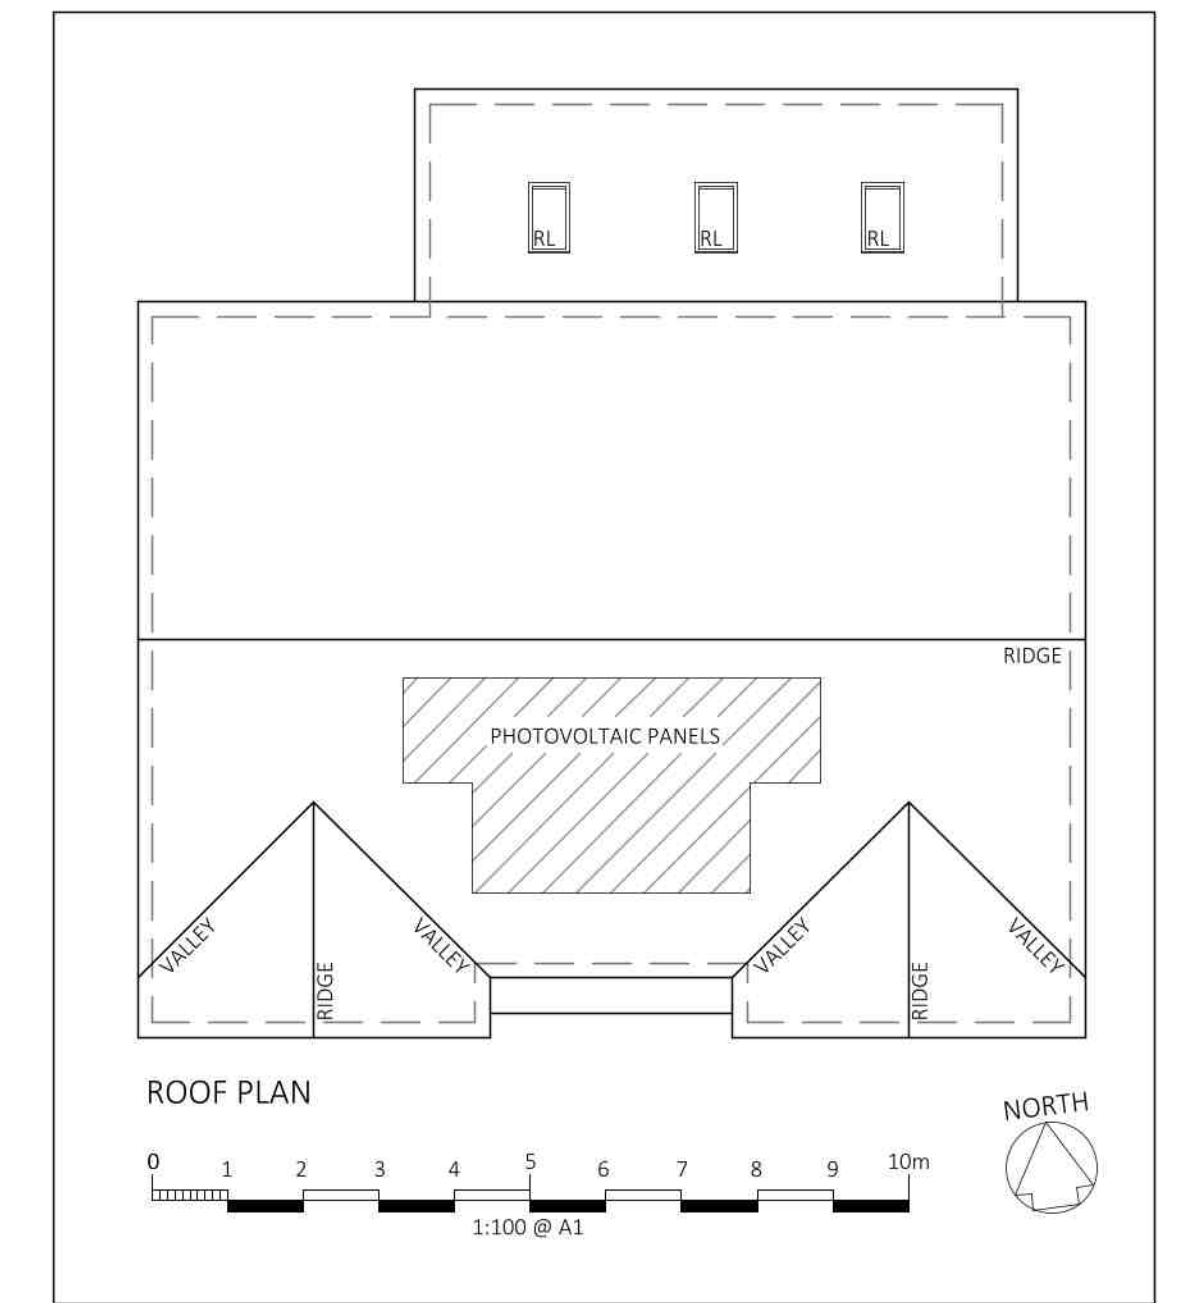 RL RL RL
RIDGE
PHOTOVOLTAIC PANELS
VALLEY VALLEY VALLEY VALLEY
RIDGE RIDGE
ROOF PLAN
NORTH
0 1 2 3 4 5 6 7 8 9 10m
1:100 @ A1